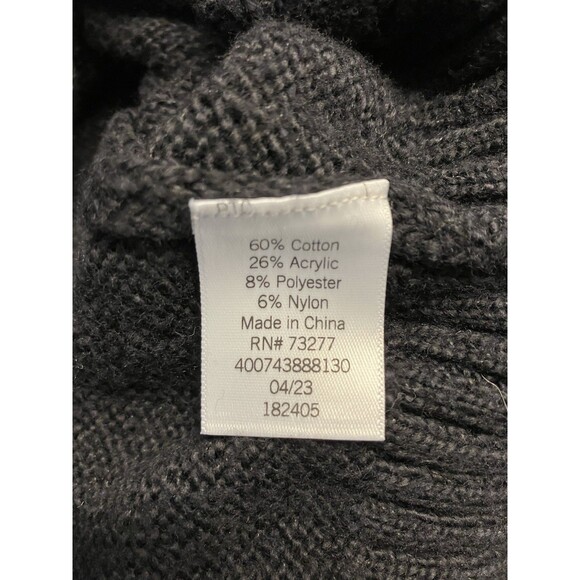 60% Cotton
26% Acrylic
8% Polyester
6% Nylon
Made in China
RN# 73277
400743888130
04/23
182405